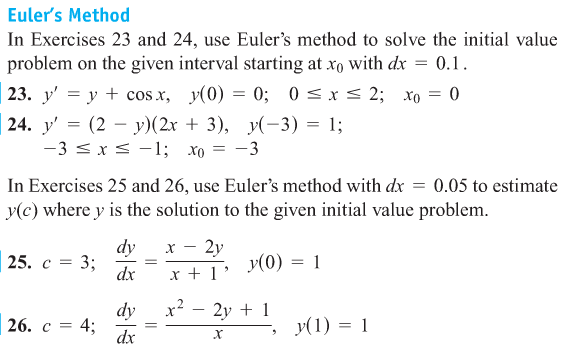 Euler's Method
In Exercises 23 and 24, use Euler's method to solve the initial value
problem on the given interval starting at x₀ with dx = 0.1.
23. y′ = y + cos x, y(0) = 0; 0 ≤ x ≤ 2; x₀ = 0
24. y′ = (2 − y)(2x + 3), y(−3) = 1;
−3 ≤ x ≤ −1; x₀ = −3
In Exercises 25 and 26, use Euler's method with dx = 0.05 to estimate
y(c) where y is the solution to the given initial value problem.
25. c = 3; dy/dx = (x − 2y)/(x + 1), y(0) = 1
26. c = 4; dy/dx = (x² − 2y + 1)/x, y(1) = 1